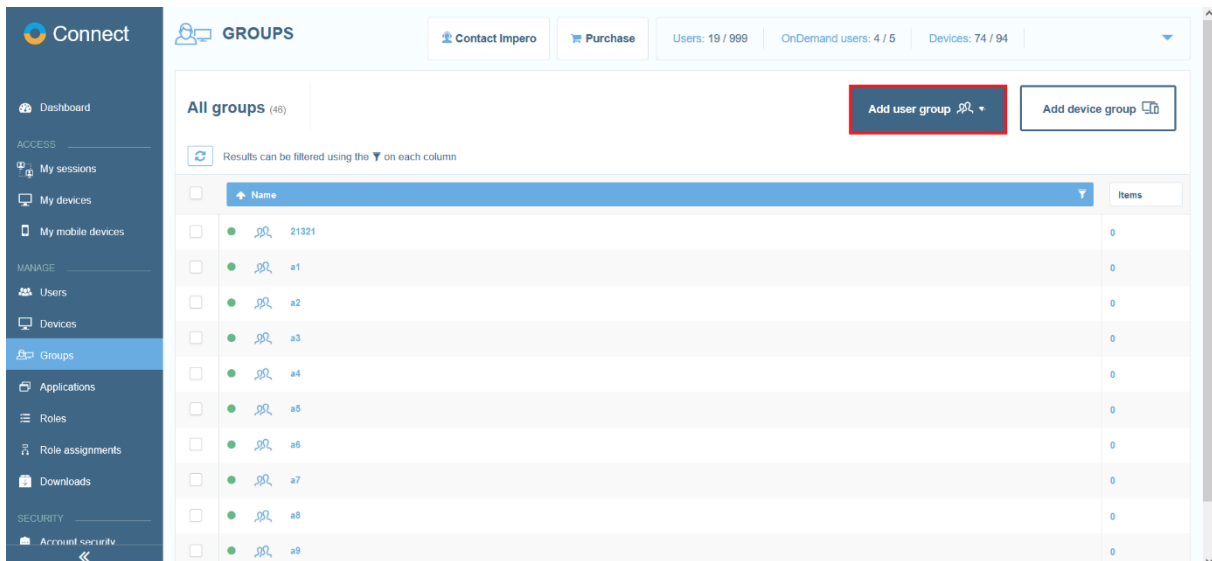 Connect
Dashboard
ACCESS
My sessions
My devices
My mobile devices
MANAGE
Users
Devices
Groups
Applications
Roles
Role assignments
Downloads
SECURITY
Account security
GROUPS
Contact Impero
Purchase
Users: 19 / 999
OnDemand users: 4 / 5
Devices: 74 / 94
All groups (46)
Add user group
Add device group
Results can be filtered using the on each column
Name
Items
21321 0
a1 0
a2 0
a3 0
a4 0
a5 0
a6 0
a7 0
a8 0
a9 0